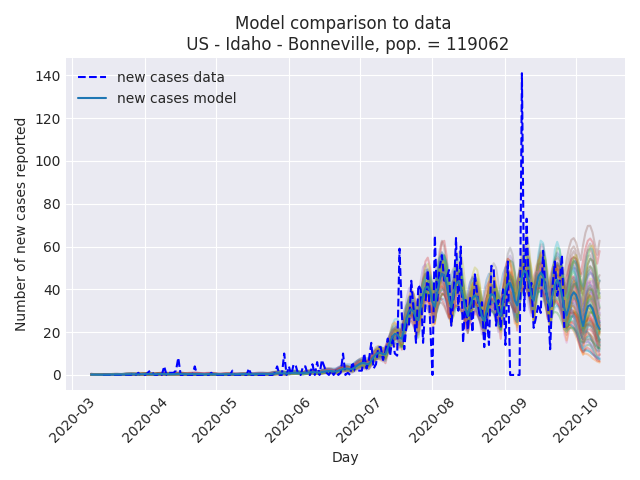 Model comparison to data
US - Idaho - Bonneville, pop. = 119062
new cases data
new cases model
Number of new cases reported
140
120
100
80
60
40
20
0
2020-03
2020-04
2020-05
2020-06
2020-07
2020-08
2020-09
2020-10
Day